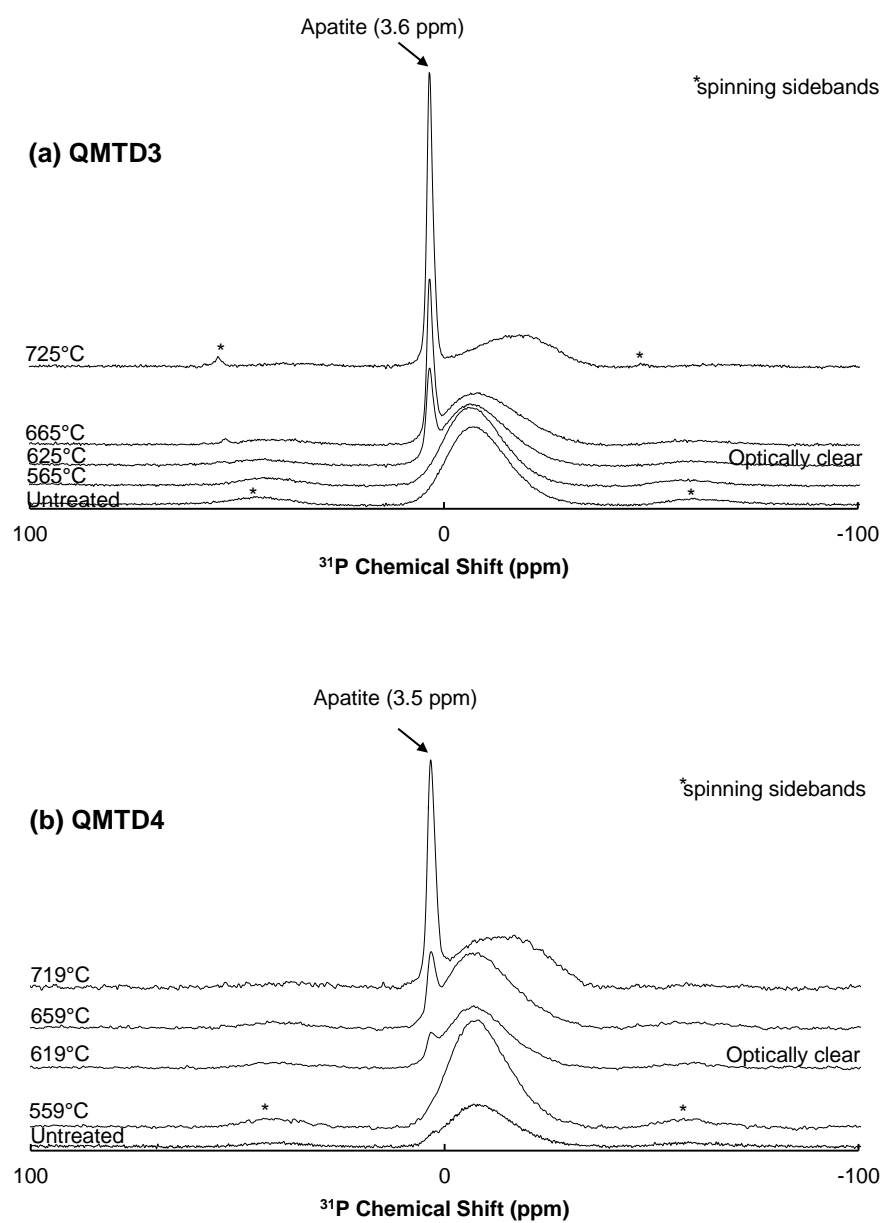 Apatite (3.6 ppm)
*spinning sidebands
(a) QMTD3
725°C
*
*
665°C
625°C
Optically clear
565°C
Untreated
*
*
100
0
-100
³¹P Chemical Shift (ppm)
Apatite (3.5 ppm)
*spinning sidebands
(b) QMTD4
719°C
659°C
619°C
Optically clear
559°C
*
*
Untreated
100
0
-100
³¹P Chemical Shift (ppm)